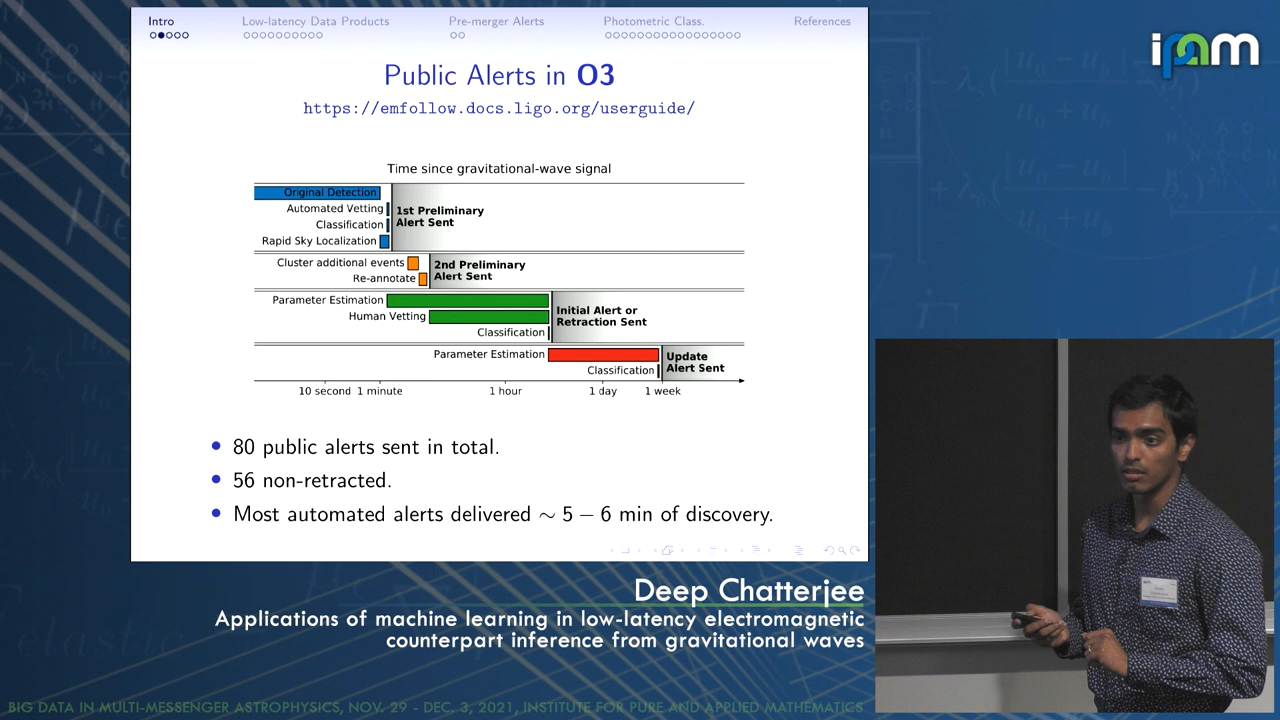 Intro
Low-latency Data Products
Pre-merger Alerts
Photometric Class.
References
ipam
Public Alerts in O3
https://emfollow.docs.ligo.org/userguide/
Time since gravitational-wave signal
Original Detection
Automated Vetting
Classification
Rapid Sky Localization
1st Preliminary
Alert Sent
Cluster additional events
Re-annotate
2nd Preliminary
Alert Sent
Parameter Estimation
Human Vetting
Classification
Initial Alert or
Retraction Sent
Parameter Estimation
Classification
Update
Alert Sent
10 second 1 minute 1 hour 1 day 1 week
• 80 public alerts sent in total.
• 56 non-retracted.
• Most automated alerts delivered ∼ 5 − 6 min of discovery.
Deep Chatterjee
Applications of machine learning in low-latency electromagnetic
counterpart inference from gravitational waves
BIG DATA IN MULTI-MESSENGER ASTROPHYSICS, NOV. 29 - DEC. 3, 2021, INSTITUTE FOR PURE AND APPLIED MATHEMATICS